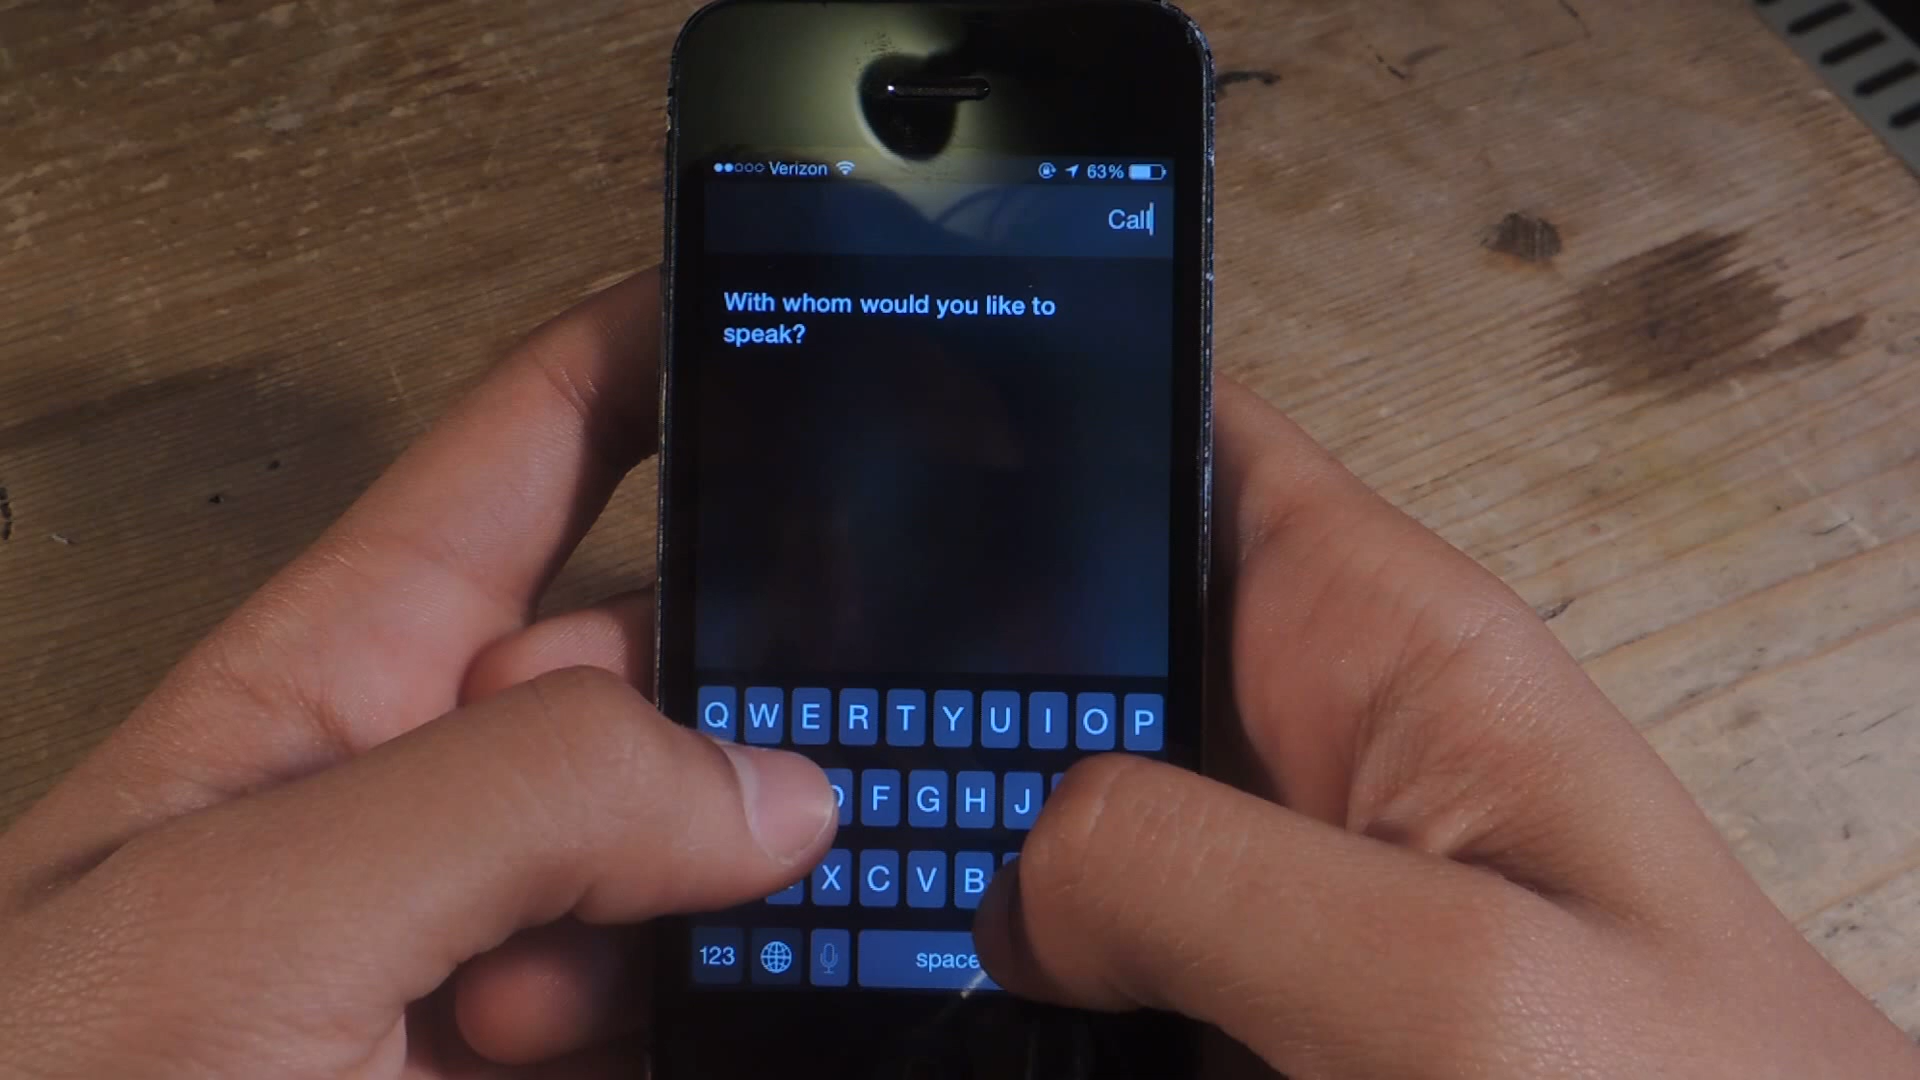 Verizon 63%
Call
With whom would you like to
speak?
Q W E R T Y U I O P
F G H J
X C V B
123 space